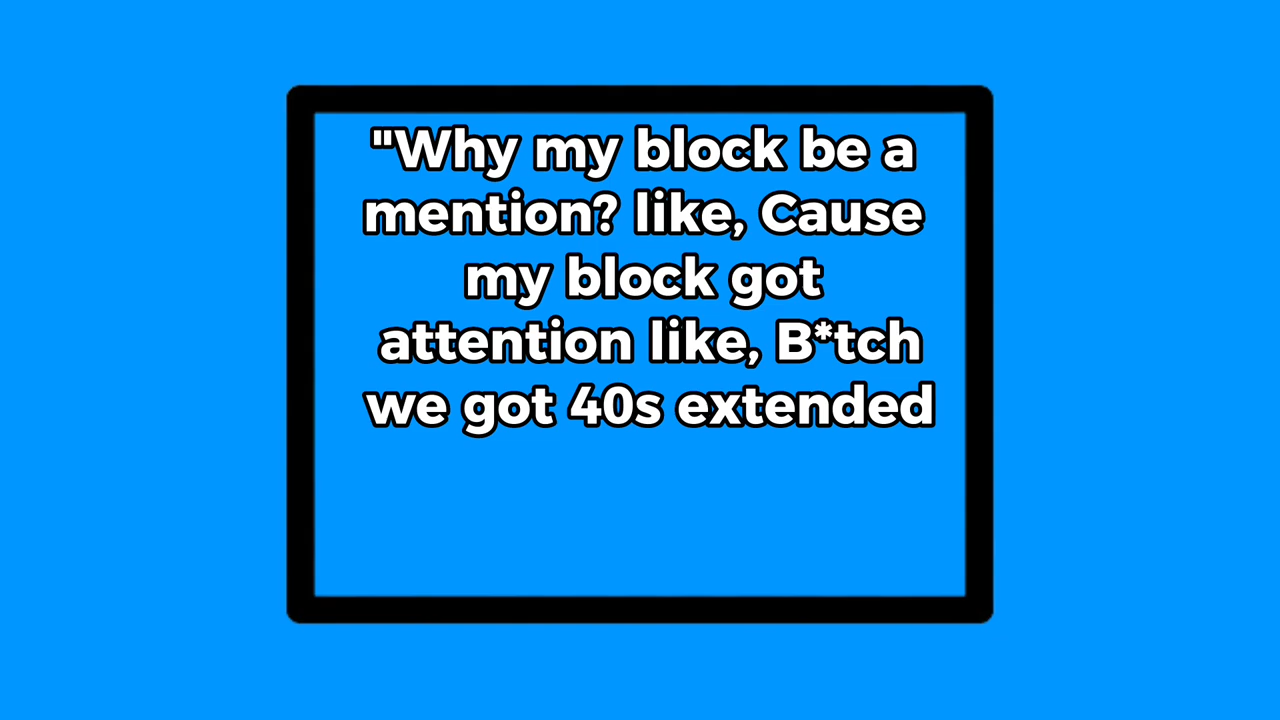 "Why my block be a
mention? like, Cause
my block got
attention like, B*tch
we got 40s extended